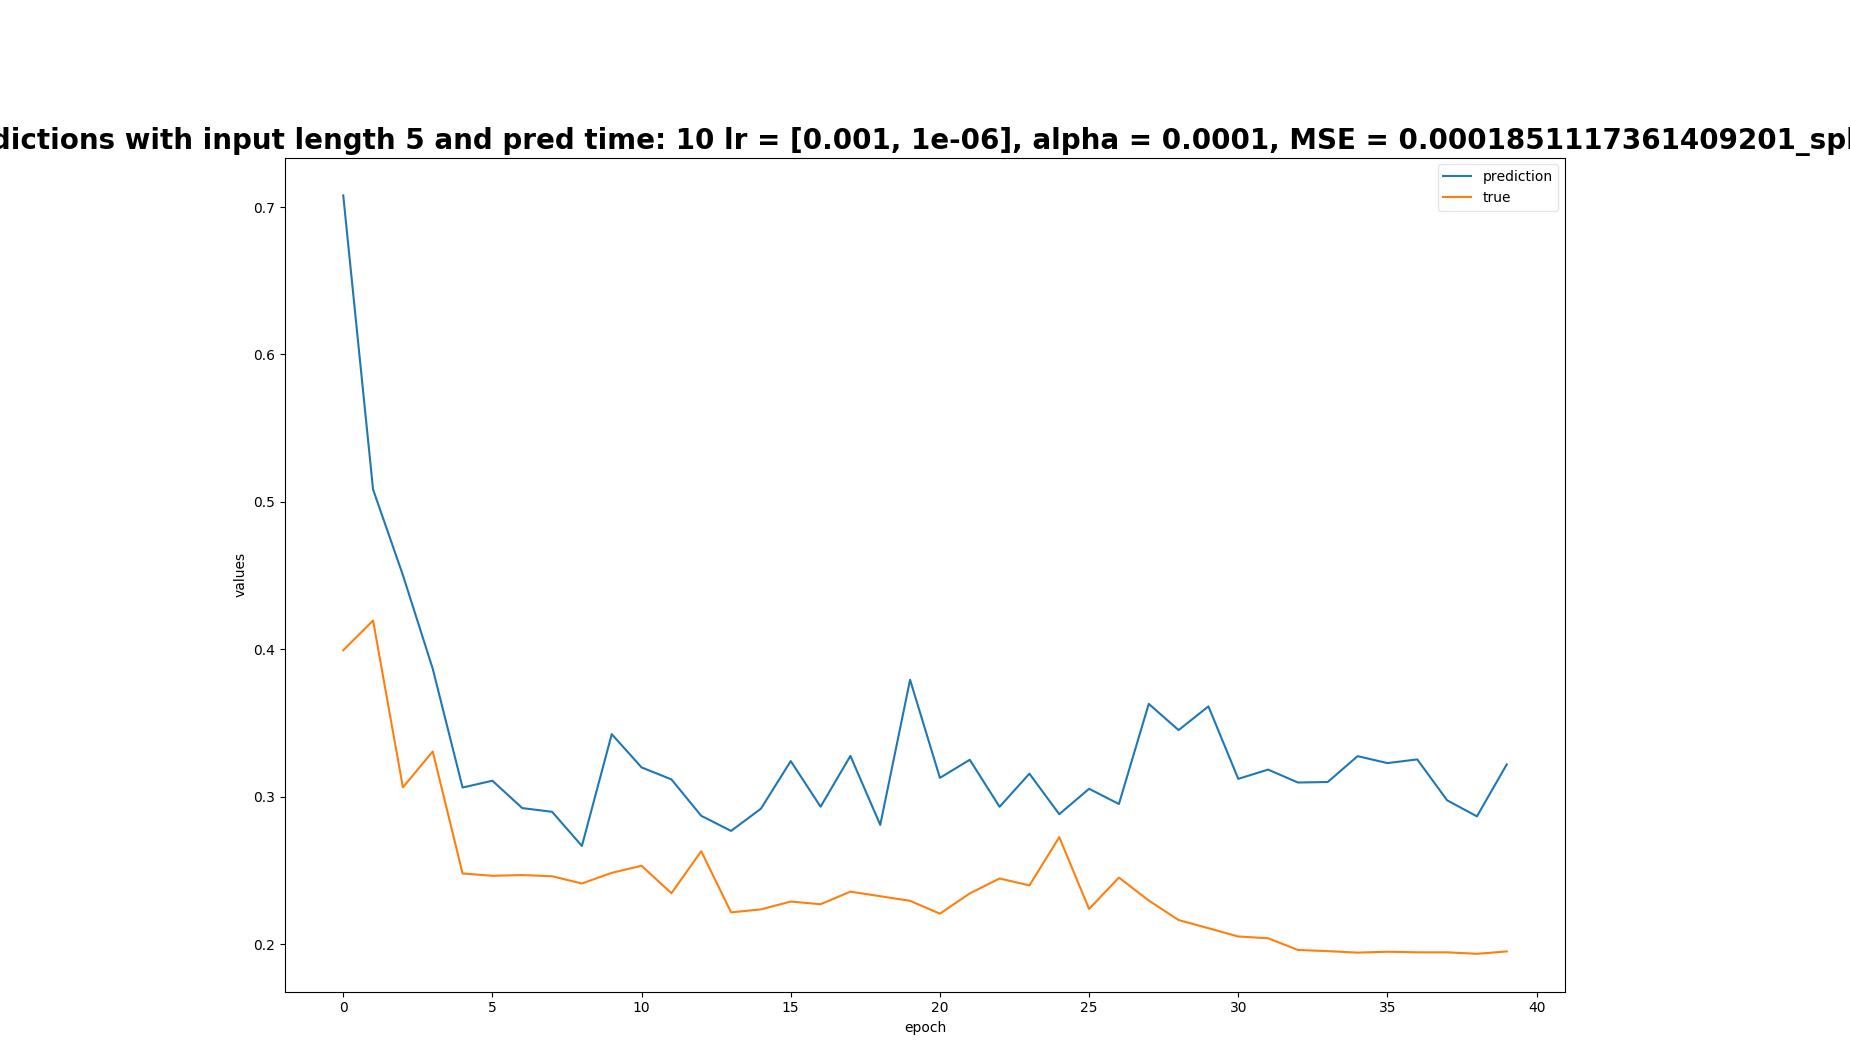 dictions with input length 5 and pred time: 10 lr = [0.001, 1e-06], alpha = 0.0001, MSE = 0.0001851117361409201_spl
prediction
true
0.7
0.6
0.5
0.4
0.3
0.2
values
0 5 10 15 20 25 30 35 40
epoch